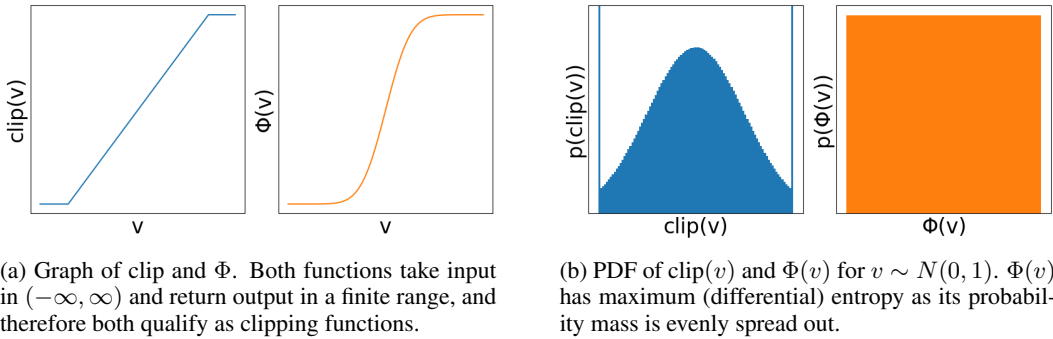 clip(v)
v
Φ(v)
v
p(clip(v))
clip(v)
p(Φ(v))
Φ(v)
(a) Graph of clip and Φ. Both functions take input
in (−∞, ∞) and return output in a finite range, and
therefore both qualify as clipping functions.
(b) PDF of clip(v) and Φ(v) for v ∼ N(0, 1). Φ(v)
has maximum (differential) entropy as its probabil-
ity mass is evenly spread out.